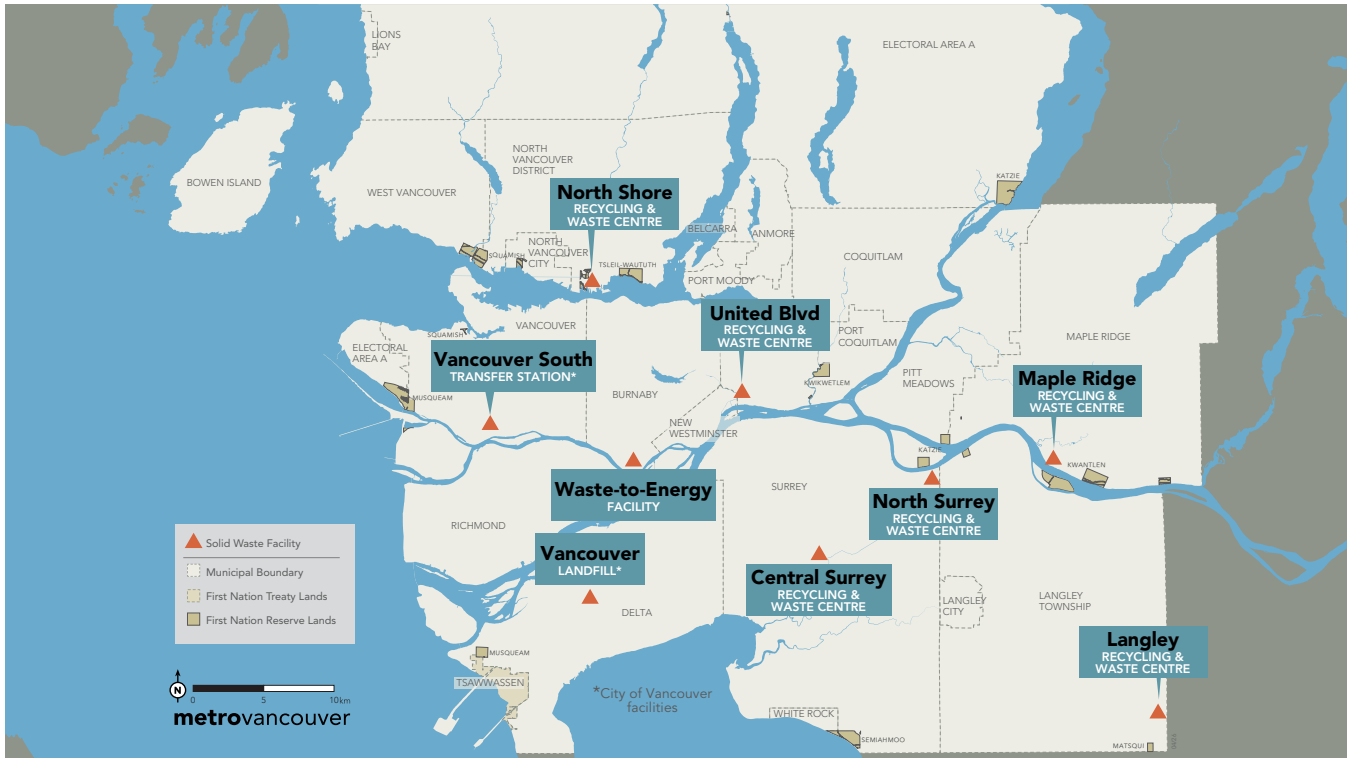 LIONS
BAY
ELECTORAL AREA A
NORTH
VANCOUVER
DISTRICT
BOWEN ISLAND
WEST VANCOUVER
North Shore
RECYCLING &
WASTE CENTRE
KATZIE
BELCARRA
ANMORE
NORTH
VANCOUVER
CITY
SQUAMISH
TSLEIL-WAUTUTH
COQUITLAM
PORT MOODY
United Blvd
RECYCLING &
WASTE CENTRE
VANCOUVER
SQUAMISH
PORT
COQUITLAM
MAPLE RIDGE
ELECTORAL
AREA A
Vancouver South
TRANSFER STATION*
PITT
MEADOWS
Maple Ridge
RECYCLING &
WASTE CENTRE
KWIKWETLEM
MUSQUEAM
BURNABY
NEW
WESTMINSTER
KATZIE
KWANTLEN
Waste-to-Energy
FACILITY
SURREY
North Surrey
RECYCLING &
WASTE CENTRE
RICHMOND
Vancouver
LANDFILL*
Central Surrey
RECYCLING &
WASTE CENTRE
DELTA
LANGLEY
CITY
LANGLEY
TOWNSHIP
Langley
RECYCLING &
WASTE CENTRE
Solid Waste Facility
Municipal Boundary
First Nation Treaty Lands
First Nation Reserve Lands
MUSQUEAM
TSAWWASSEN
*City of Vancouver
facilities
WHITE ROCK
SEMIAHMOO
MATSQUI
N
0 5 10km
metrovancouver